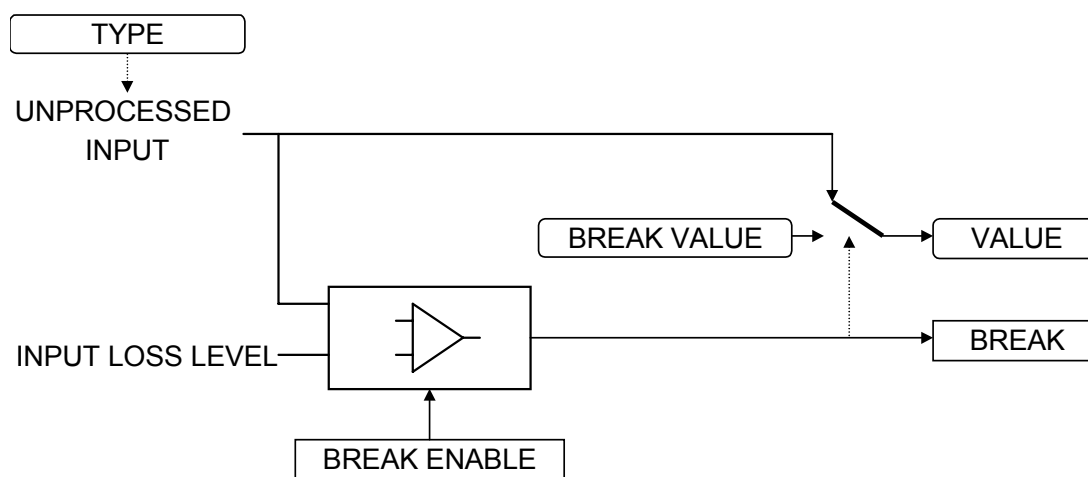 TYPE
UNPROCESSED
INPUT
BREAK VALUE
VALUE
INPUT LOSS LEVEL
BREAK
BREAK ENABLE